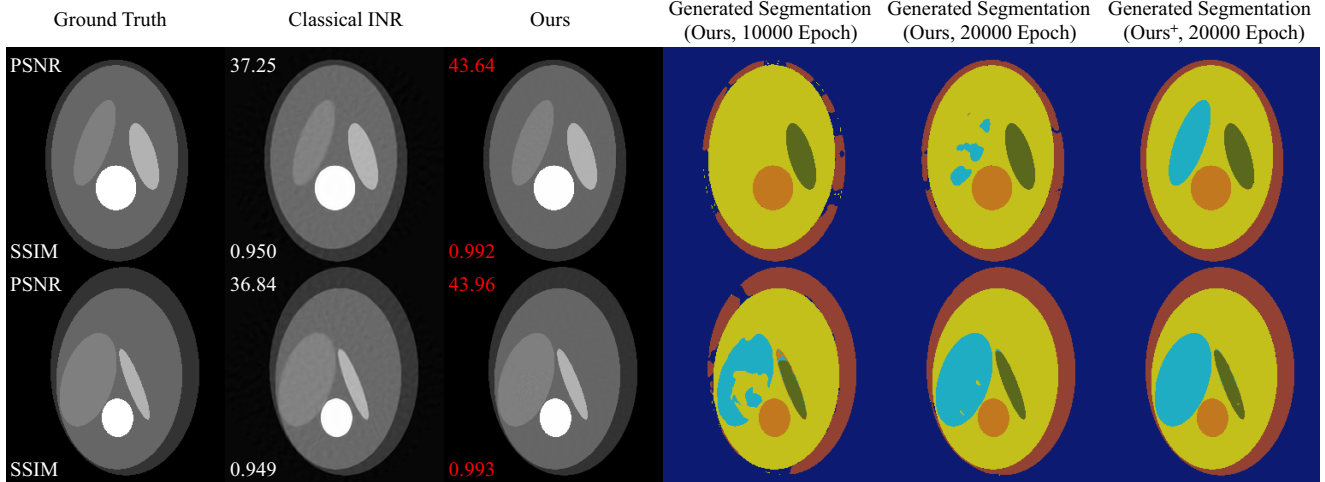 Ground Truth
Classical INR
Ours
Generated Segmentation
(Ours, 10000 Epoch)
Generated Segmentation
(Ours, 20000 Epoch)
Generated Segmentation
(Ours⁺, 20000 Epoch)
PSNR
37.25
43.64
SSIM
0.950
0.992
PSNR
36.84
43.96
SSIM
0.949
0.993